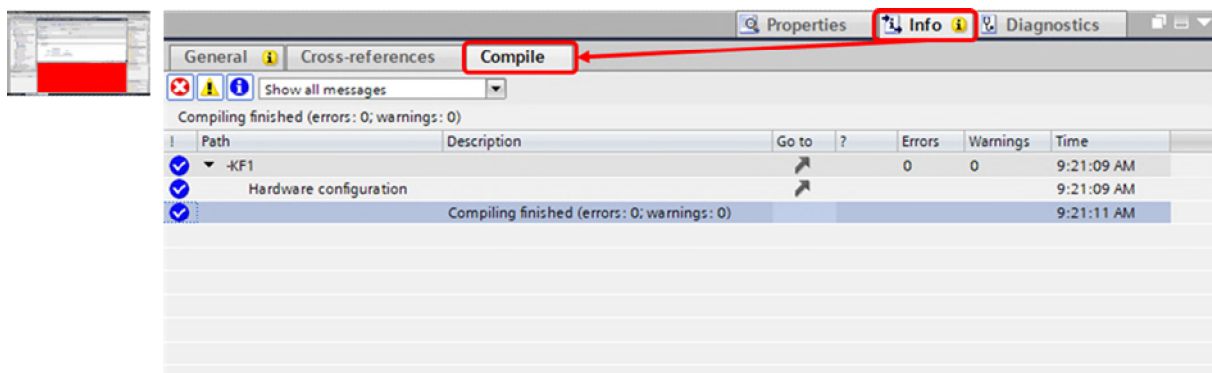 Properties Info Diagnostics
General Cross-references Compile
Show all messages
Compiling finished (errors: 0; warnings: 0)
! Path Description Go to ? Errors Warnings Time
-KF1 0 0 9:21:09 AM
Hardware configuration 9:21:09 AM
Compiling finished (errors: 0; warnings: 0) 9:21:11 AM